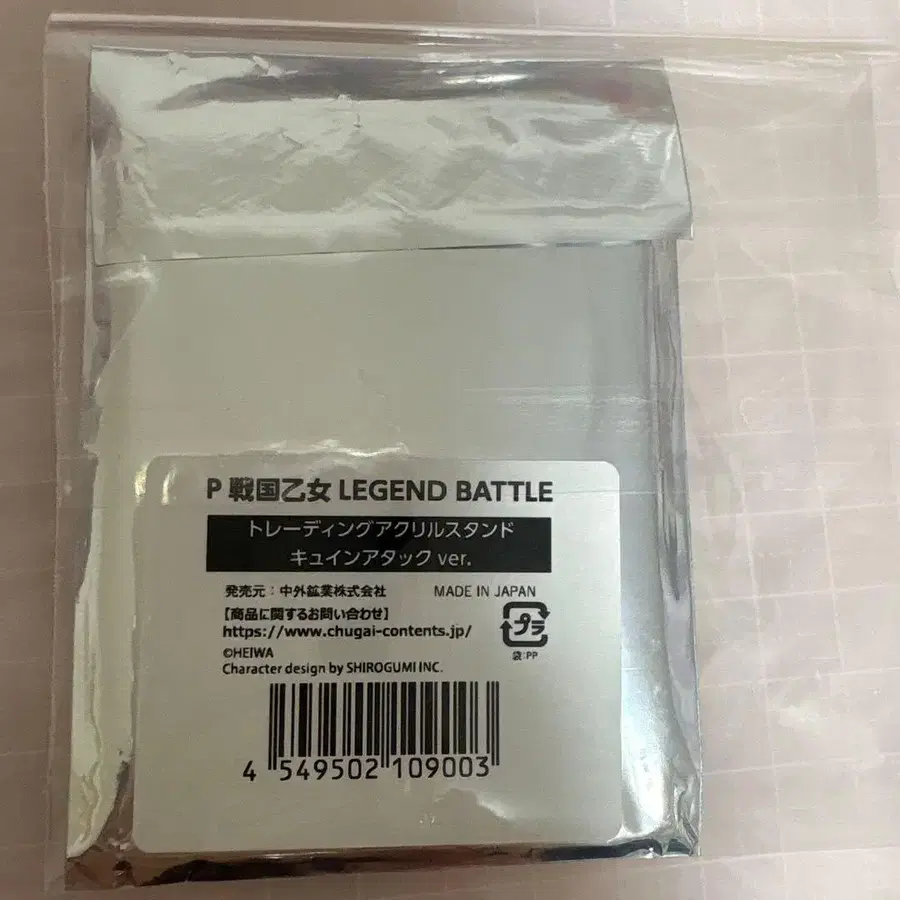 P 戦国乙女 LEGEND BATTLE
トレーディングアクリルスタンド
キュインアタック ver.
発売元：中外鉱業株式会社 MADE IN JAPAN
【商品に関するお問い合わせ】
https://www.chugai-contents.jp/
プラ
袋:PP
©HEIWA
Character design by SHIROGUMI INC.
4 549502 109003